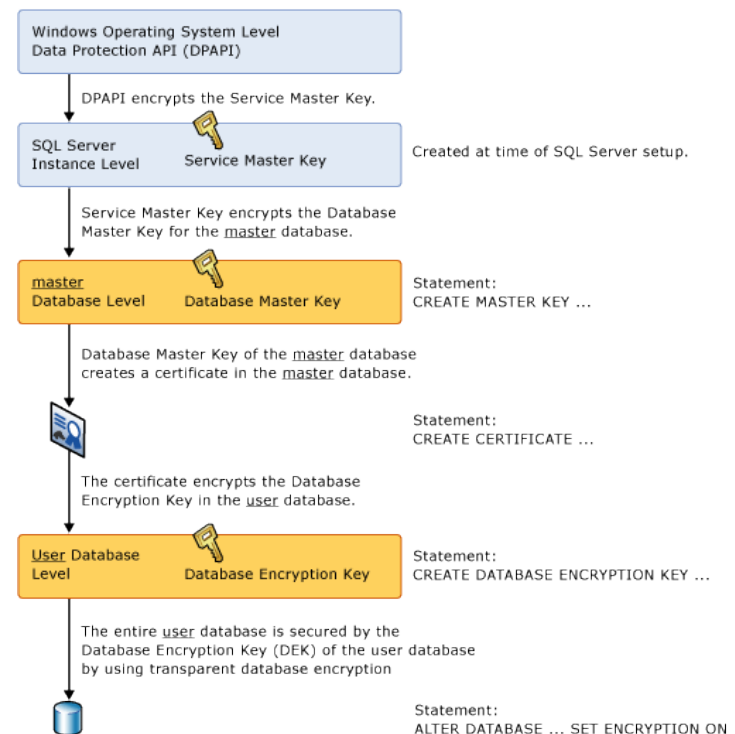 Windows Operating System Level
Data Protection API (DPAPI)
DPAPI encrypts the Service Master Key.
SQL Server
Instance Level
Service Master Key
Created at time of SQL Server setup.
Service Master Key encrypts the Database
Master Key for the master database.
master
Database Level
Database Master Key
Statement:
CREATE MASTER KEY ...
Database Master Key of the master database
creates a certificate in the master database.
Statement:
CREATE CERTIFICATE ...
The certificate encrypts the Database
Encryption Key in the user database.
User Database
Level
Database Encryption Key
Statement:
CREATE DATABASE ENCRYPTION KEY ...
The entire user database is secured by the
Database Encryption Key (DEK) of the user database
by using transparent database encryption
Statement:
ALTER DATABASE ... SET ENCRYPTION ON